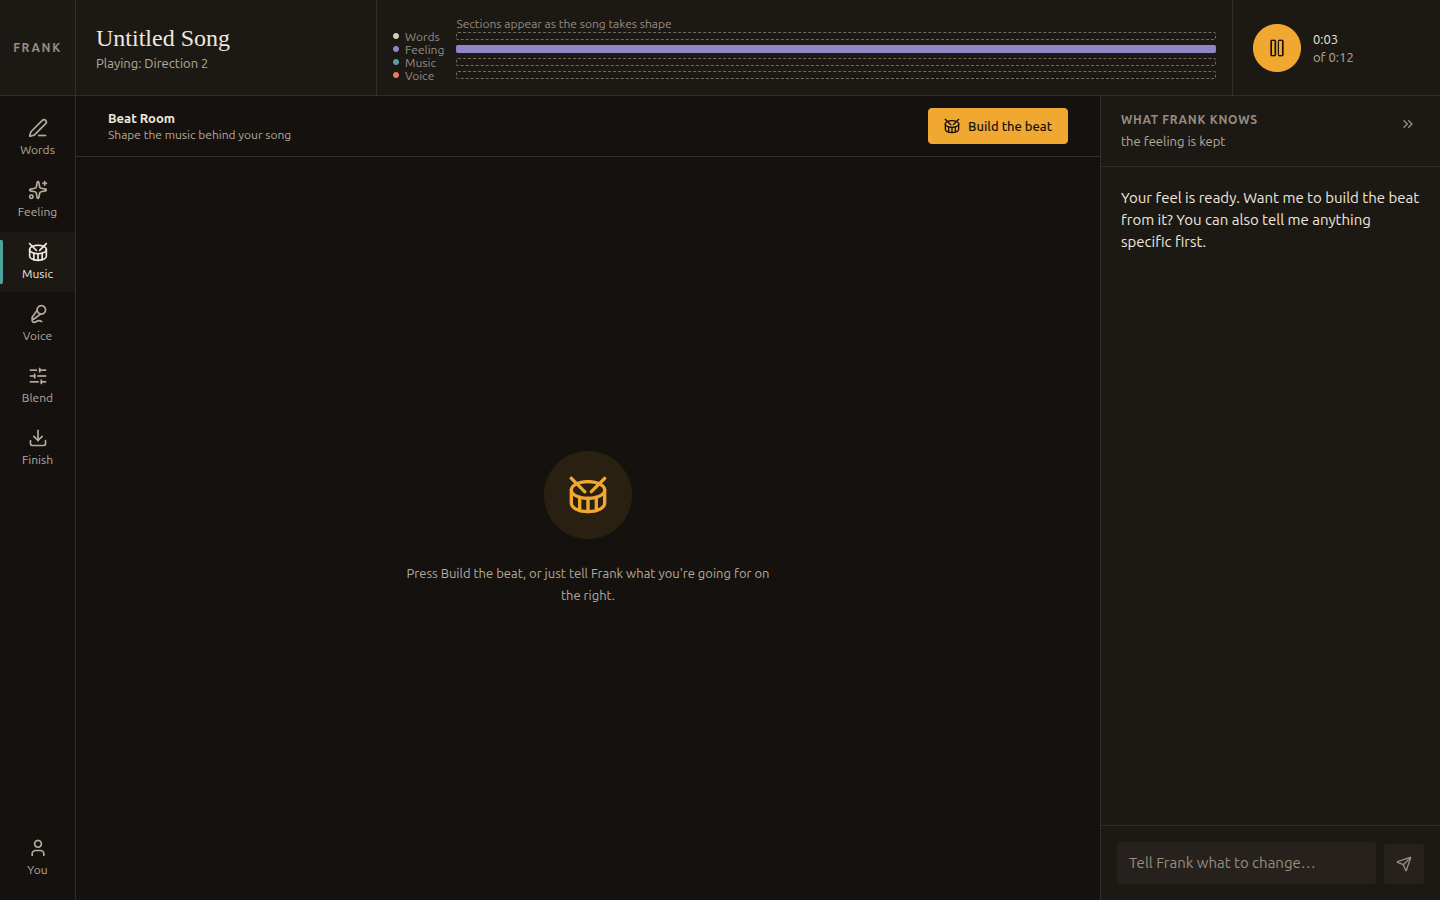 FRANK
Untitled Song
Playing: Direction 2
Sections appear as the song takes shape
Words
Feeling
Music
Voice
0:03
of 0:12
Words
Feeling
Music
Voice
Blend
Finish
You
Beat Room
Shape the music behind your song
Build the beat
Press Build the beat, or just tell Frank what you're going for on
the right.
WHAT FRANK KNOWS
the feeling is kept
Your feel is ready. Want me to build the beat
from it? You can also tell me anything
specific first.
Tell Frank what to change…